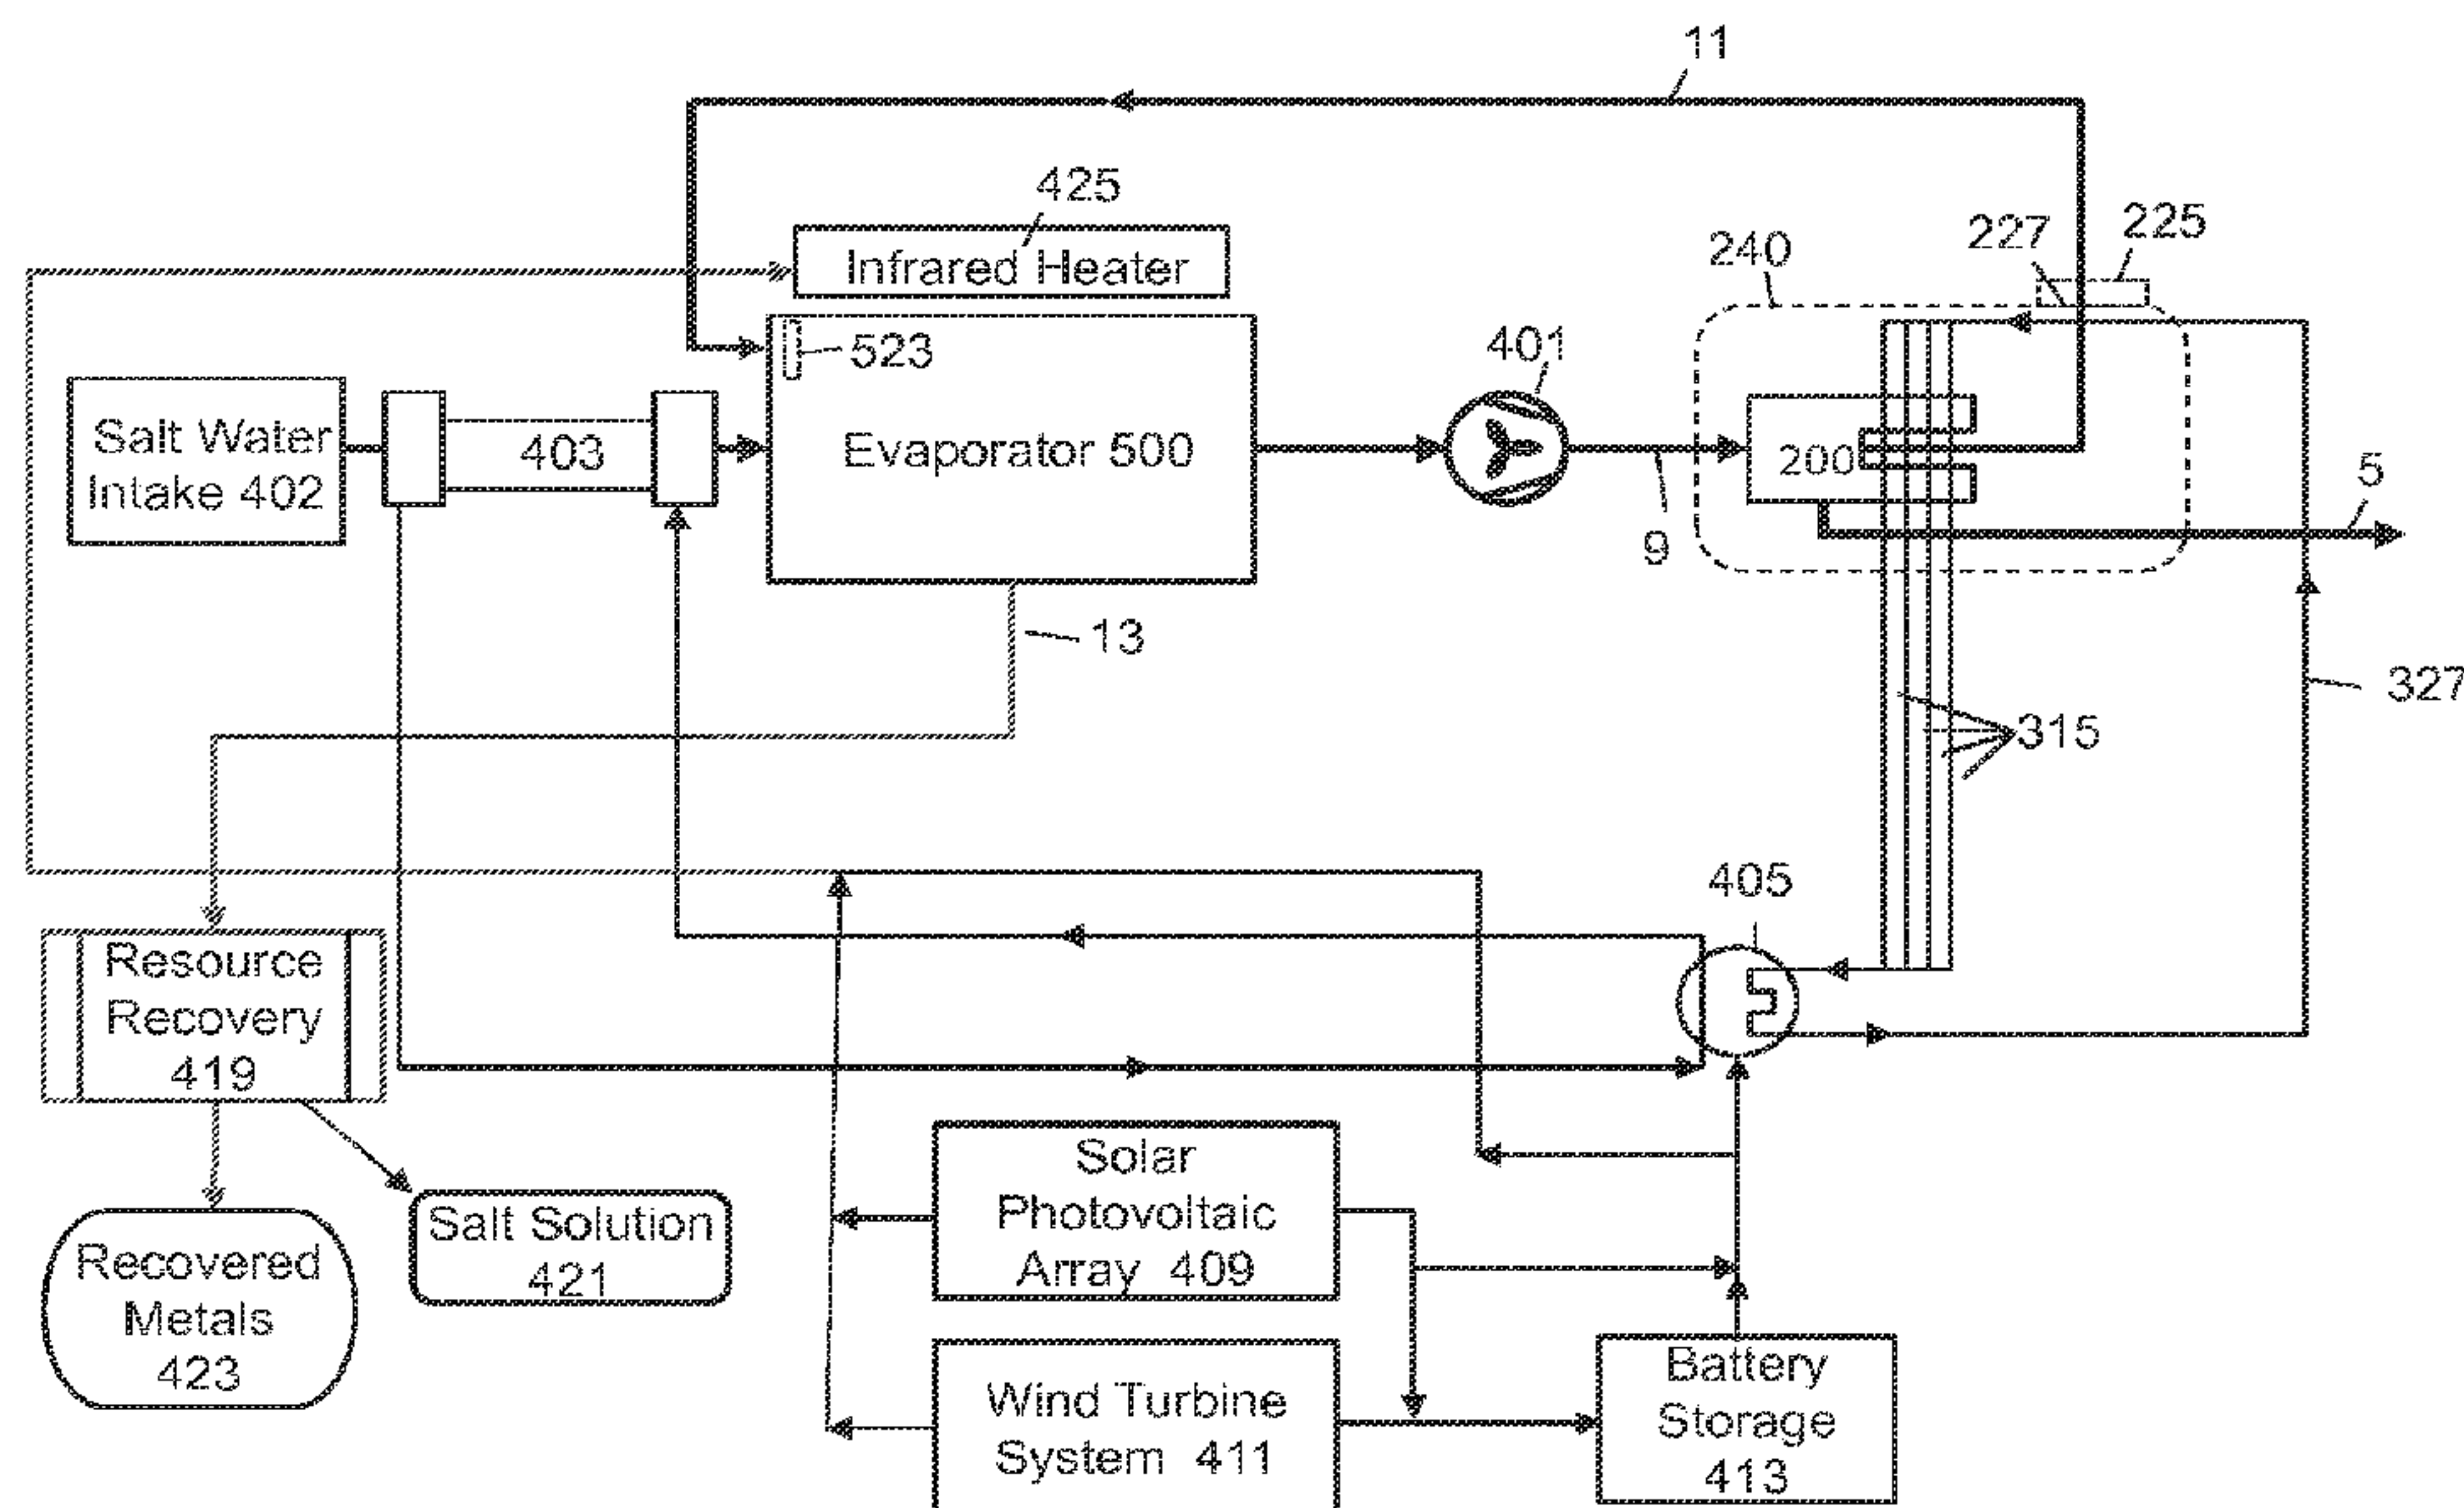 11
425
Infrared Heater
240
227
225
523
401
Salt Water
Intake 402
403
Evaporator 500
200
9
5
13
327
315
405
Resource
Recovery
419
Solar
Photovoltaic
Array 409
Salt Solution
421
Recovered
Metals
423
Wind Turbine
System 411
Battery
Storage
413